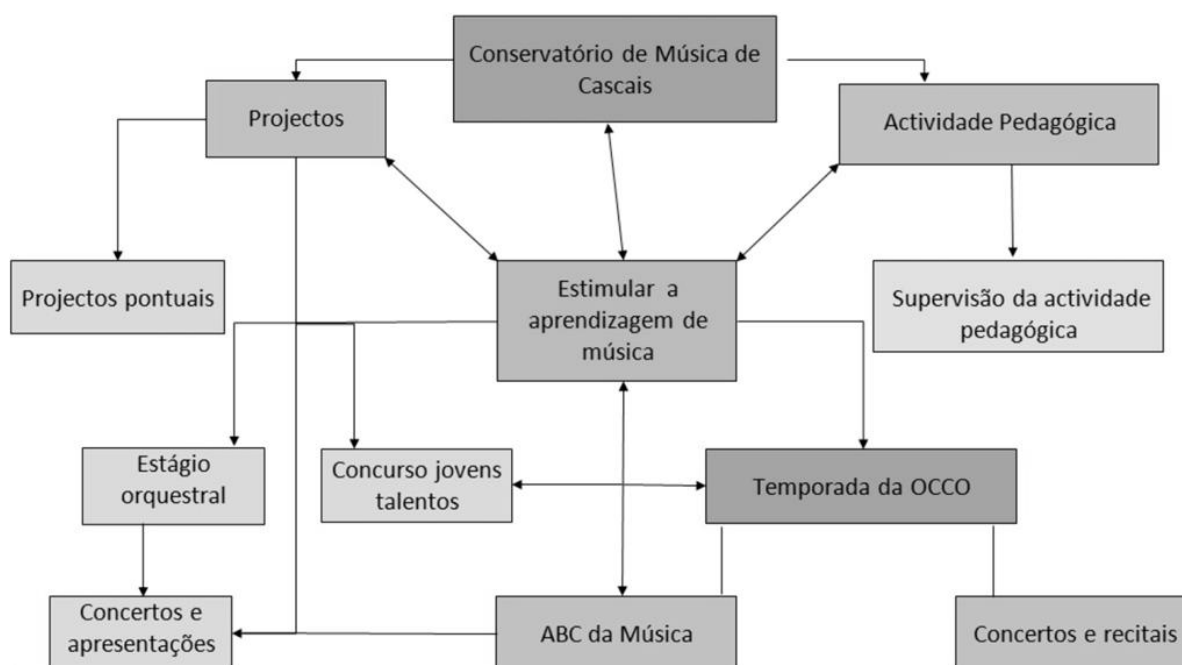 Conservatório de Música de
Cascais
Projectos
Actividade Pedagógica
Projectos pontuais
Estimular a
aprendizagem de
música
Supervisão da actividade
pedagógica
Estágio
orquestral
Concurso jovens
talentos
Temporada da OCCO
Concertos e
apresentações
ABC da Música
Concertos e recitais